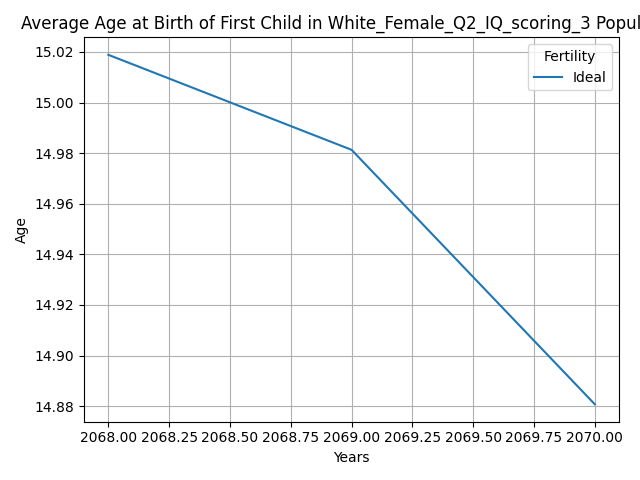 Average Age at Birth of First Child in White_Female_Q2_IQ_scoring_3 Popul
15.02
15.00
14.98
14.96
14.94
14.92
14.90
14.88
Age
Fertility
Ideal
2068.00 2068.25 2068.50 2068.75 2069.00 2069.25 2069.50 2069.75 2070.00
Years